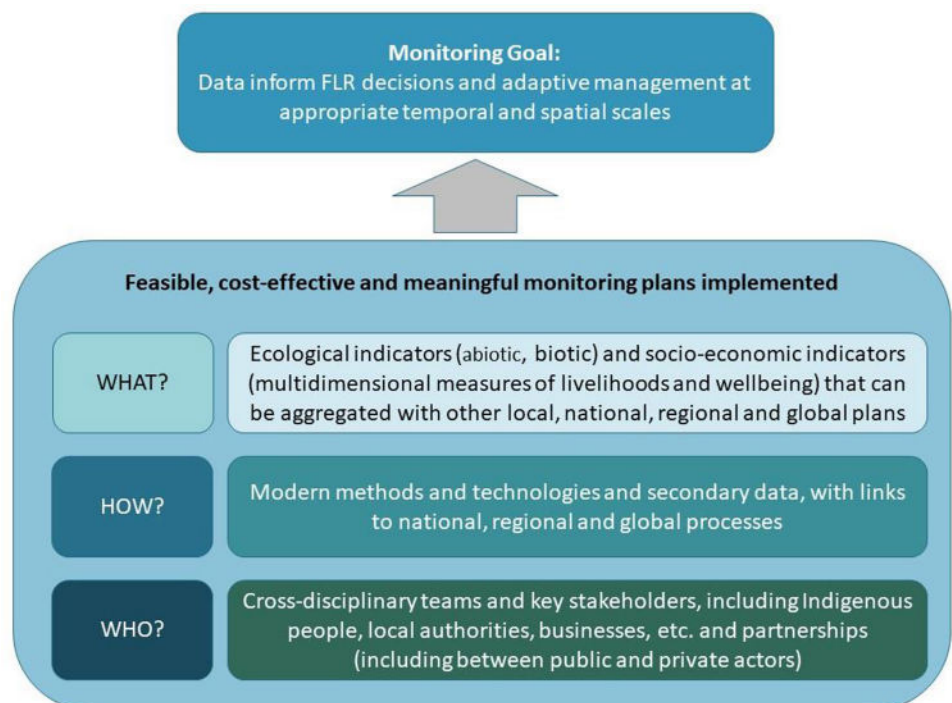 Monitoring Goal:
Data inform FLR decisions and adaptive management at
appropriate temporal and spatial scales
Feasible, cost-effective and meaningful monitoring plans implemented
WHAT?
Ecological indicators (abiotic, biotic) and socio-economic indicators
(multidimensional measures of livelihoods and wellbeing) that can
be aggregated with other local, national, regional and global plans
HOW?
Modern methods and technologies and secondary data, with links
to national, regional and global processes
WHO?
Cross-disciplinary teams and key stakeholders, including Indigenous
people, local authorities, businesses, etc. and partnerships
(including between public and private actors)